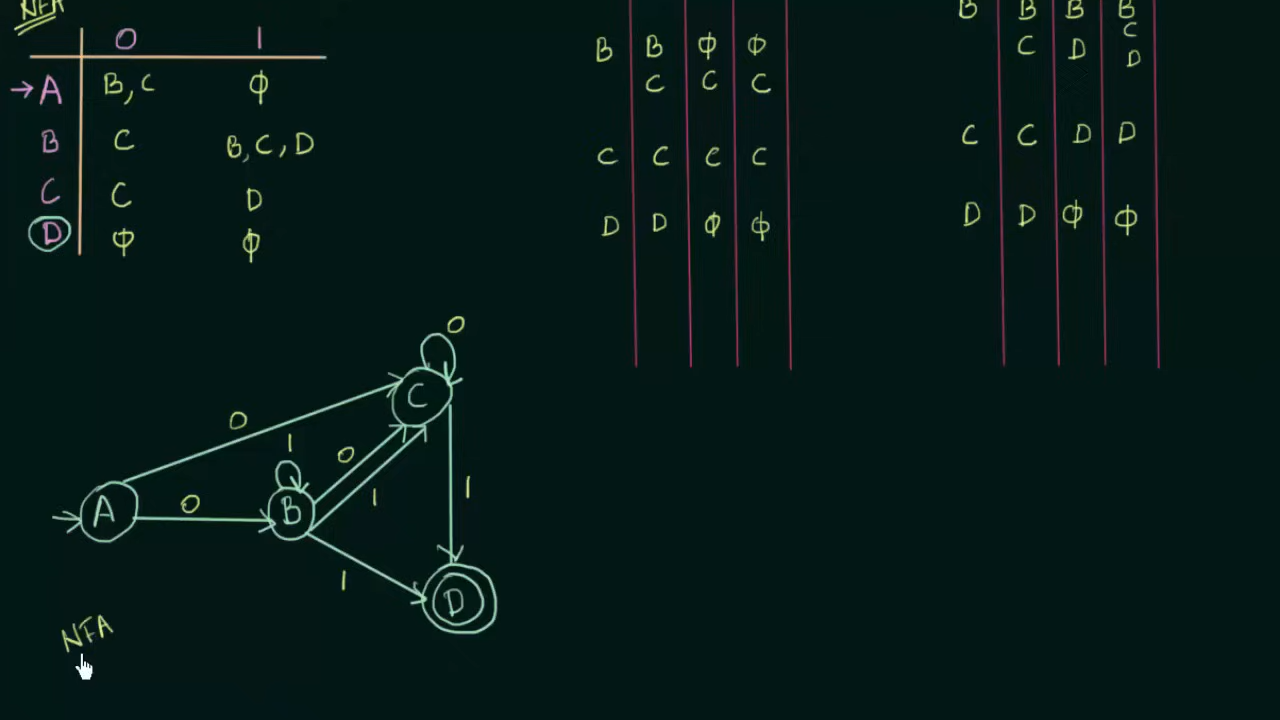 NFA
0 1
→ A B, C Φ
B C B, C, D
C C D
D Φ Φ
B B Φ Φ
C C C
C C C C
D D Φ Φ
B B B B
C D C
D
C C D D
D D Φ Φ
0
C
0
1
0
1
1
A
0
B
1
D
NFA